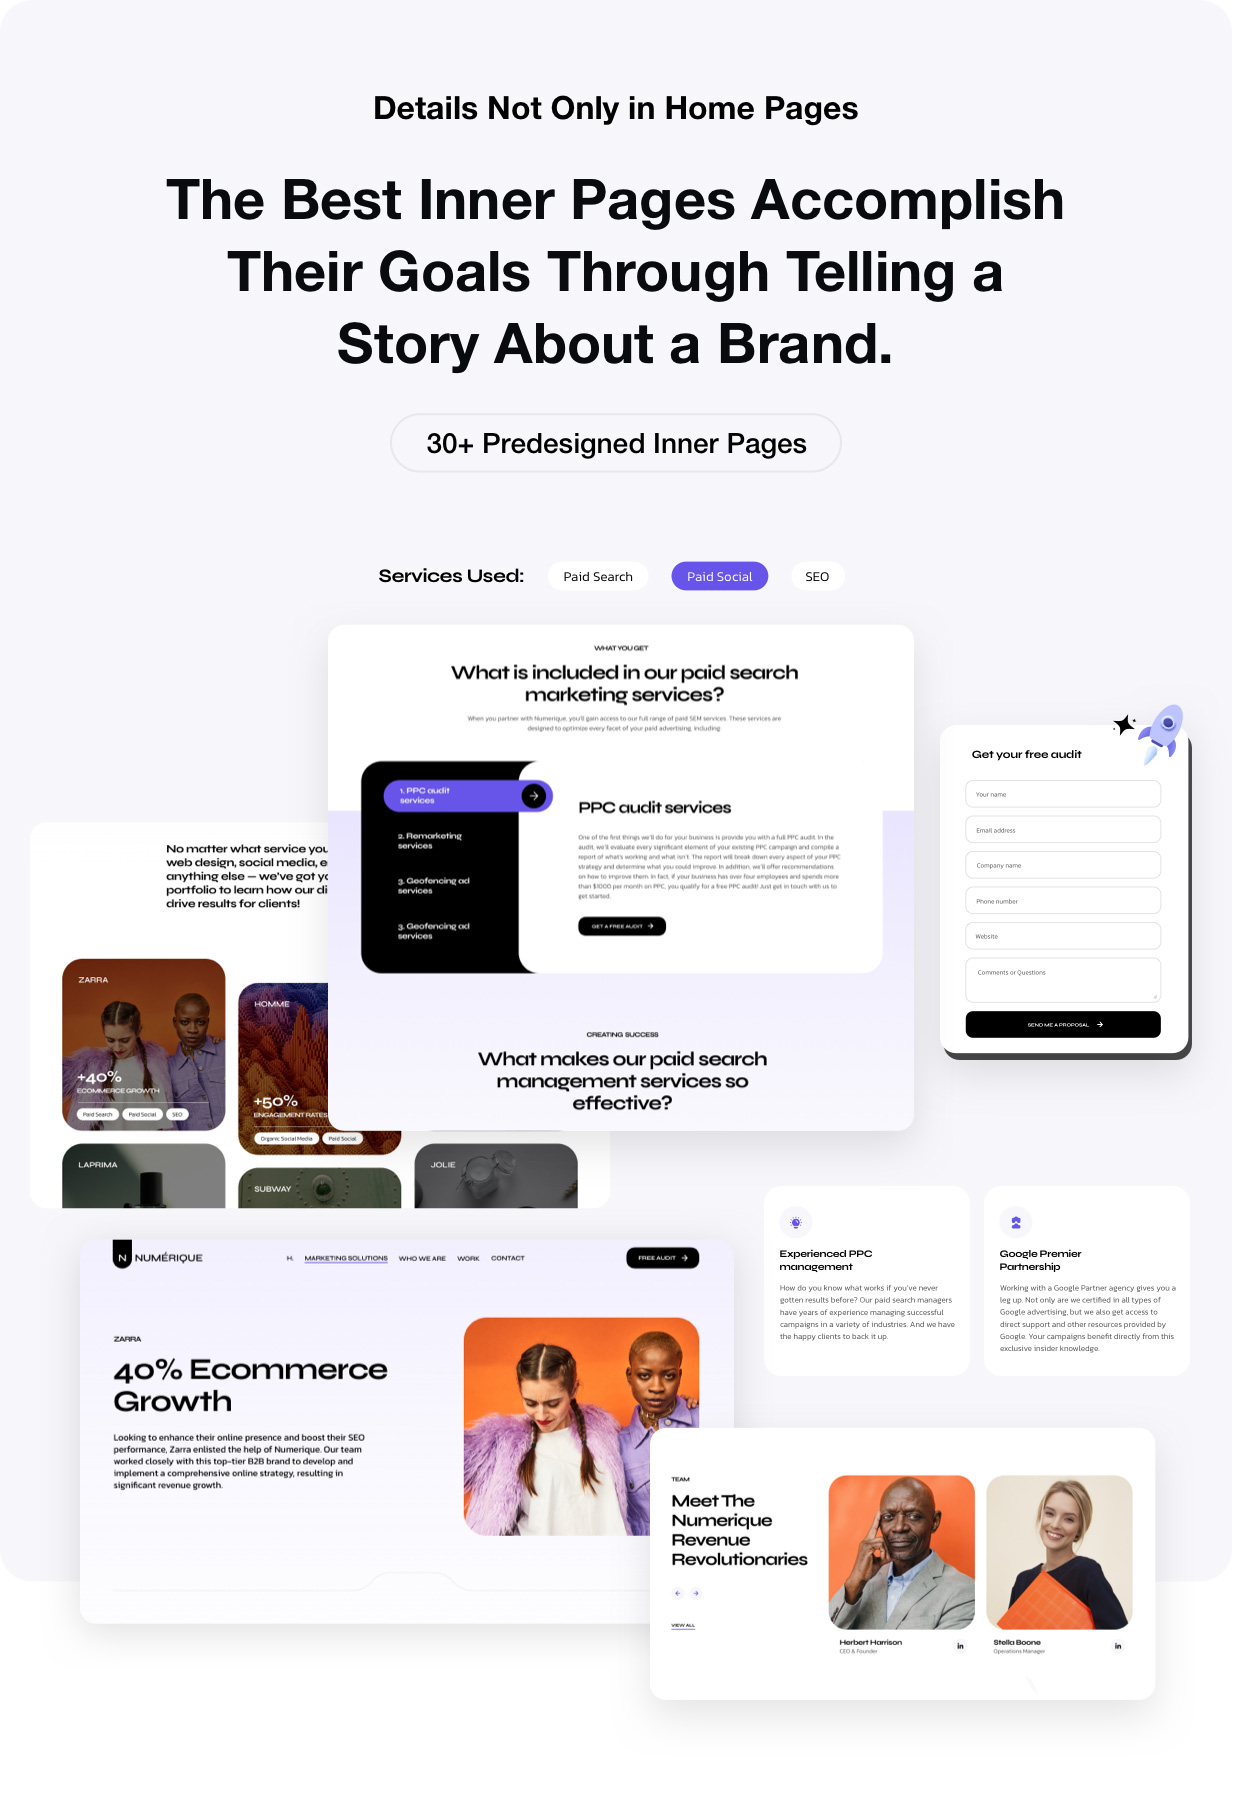 Details Not Only in Home Pages
The Best Inner Pages Accomplish
Their Goals Through Telling a
Story About a Brand.
30+ Predesigned Inner Pages
Services Used:
Paid Search
Paid Social
SEO
WHAT YOU GET
What is included in our paid search
marketing services?
When you partner with Numerique, you'll gain access to our full range of paid SEM services. These services are
designed to optimize every facet of your paid advertising, including:
1. PPC audit
services
2. Remarketing
services
3. Geofencing ad
services
3. Geofencing ad
services
PPC audit services
One of the first things we'll do for your business is provide you with a full PPC audit. In the
audit, we'll evaluate every significant element of your existing PPC campaign and compile a
report of what's working and what isn't. The report will break down every aspect of your PPC
strategy and determine what you could improve. In addition, we'll offer recommendations
on how to improve them. In fact, if your business has over four employees and spends more
than $1000 per month on PPC, you qualify for a free PPC audit! Just get in touch with us to
get started.
GET A FREE AUDIT
CREATING SUCCESS
What makes our paid search
management services so
effective?
Get your free audit
Your name
Email address
Company name
Phone number
Website
Comments or Questions
SEND ME A PROPOSAL
No matter what service you
web design, social media, e
anything else – we've got yo
portfolio to learn how our di
drive results for clients!
ZARRA
+40%
ECOMMERCE GROWTH
Paid Search
Paid Social
SEO
HOMME
+50%
ENGAGEMENT RATES
Organic Social Media
Paid Social
LAPRIMA
SUBWAY
JOLIE
Experienced PPC
management
How do you know what works if you've never
gotten results before? Our paid search managers
have years of experience managing successful
campaigns in a variety of industries. And we have
the happy clients to back it up.
Google Premier
Partnership
Working with a Google Partner agency gives you a
leg up. Not only are we certified in all types of
Google advertising, but we also get access to
direct support and other resources provided by
Google. Your campaigns benefit directly from this
exclusive insider knowledge.
N NUMÉRIQUE
H.
MARKETING SOLUTIONS
WHO WE ARE
WORK
CONTACT
FREE AUDIT
ZARRA
40% Ecommerce
Growth
Looking to enhance their online presence and boost their SEO
performance, Zarra enlisted the help of Numerique. Our team
worked closely with this top-tier B2B brand to develop and
implement a comprehensive online strategy, resulting in
significant revenue growth.
TEAM
Meet The
Numerique
Revenue
Revolutionaries
VIEW ALL
Herbert Harrison
CEO & Founder
in
Stella Boone
Operations Manager
in